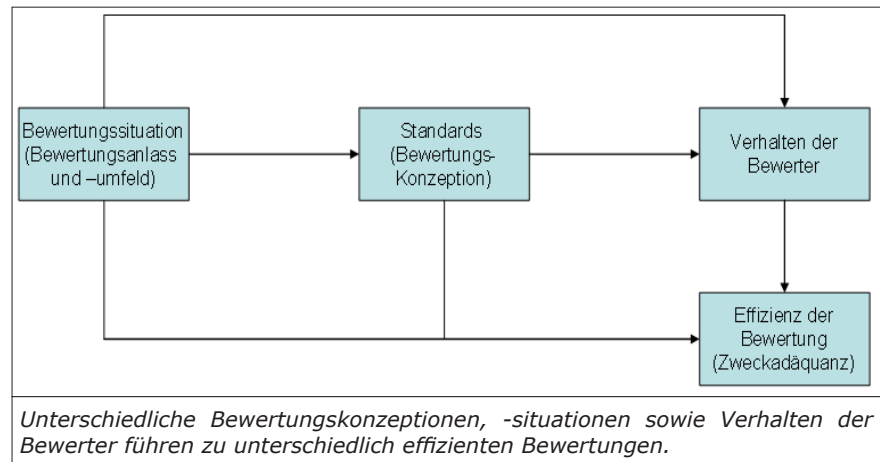 Bewertungssituation
(Bewertungsanlass
und –umfeld)
Standards
(Bewertungs-
Konzeption)
Verhalten der
Bewerter
Effizienz der
Bewertung
(Zweckadäquanz)
Unterschiedliche Bewertungskonzeptionen, -situationen sowie Verhalten der
Bewerter führen zu unterschiedlich effizienten Bewertungen.